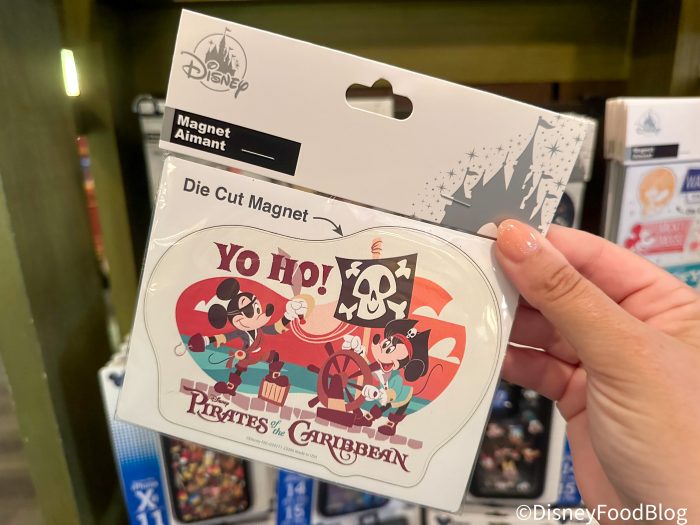 Disney
Magnet
Aimant
Die Cut Magnet
YO HO!
Disney
PIRATES of the CARIBBEAN
©DisneyFoodBlog